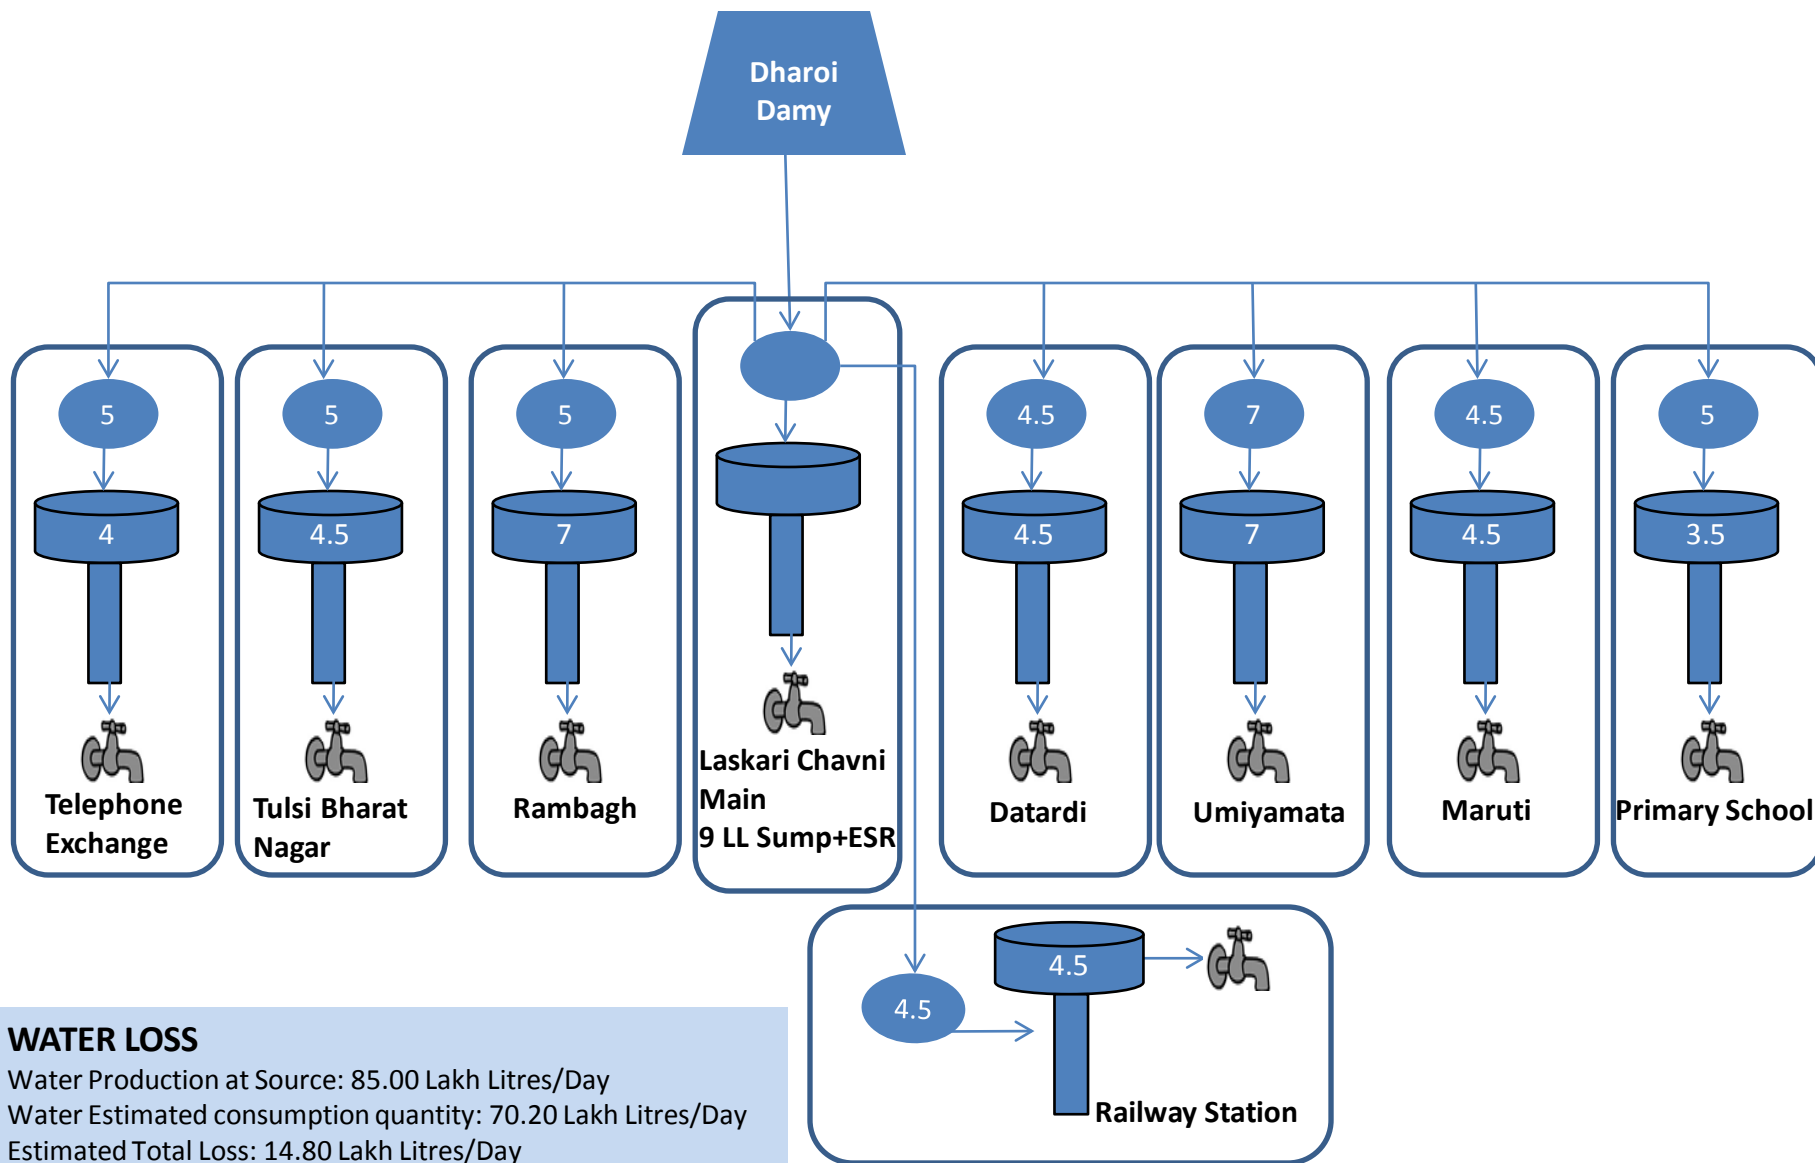 Dharoi
Damy
5
5
5
4.5
7
4.5
5
4
4.5
7
4.5
7
4.5
3.5
Telephone
Exchange
Tulsi Bharat
Nagar
Rambagh
Laskari Chavni
Main
9 LL Sump+ESR
Datardi
Umiyamata
Maruti
Primary School
4.5
4.5
Railway Station
WATER LOSS
Water Production at Source: 85.00 Lakh Litres/Day
Water Estimated consumption quantity: 70.20 Lakh Litres/Day
Estimated Total Loss: 14.80 Lakh Litres/Day